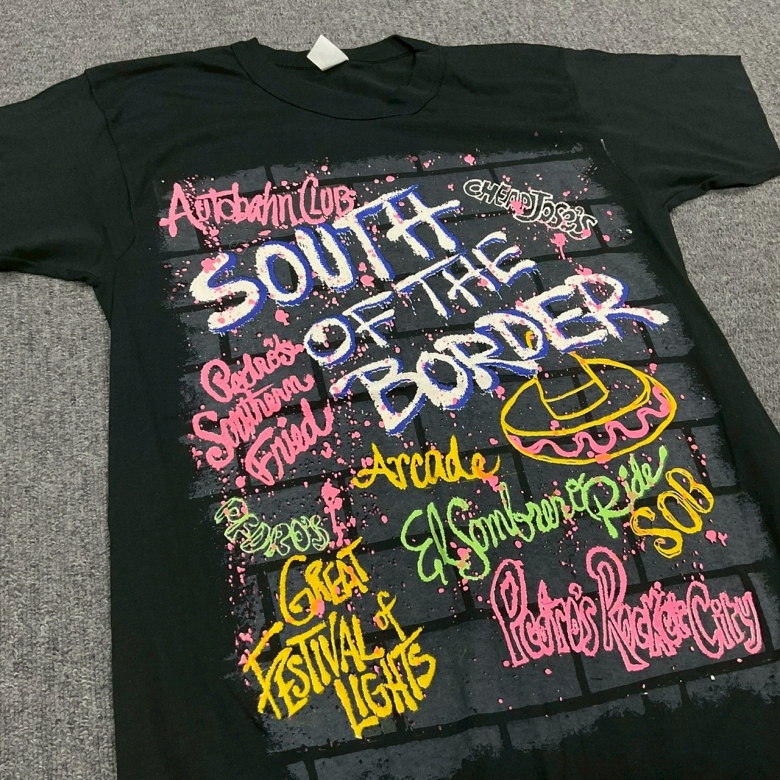 Autobahn Club
CHEAP JOSE'S
SOUTH
OF THE
BORDER
Pedro's
Southern
Fried
Arcade
El Sombrero Ride
SOB
PEDRO'S
GREAT
FESTIVAL of
LIGHTS
Pedro's Rocket City